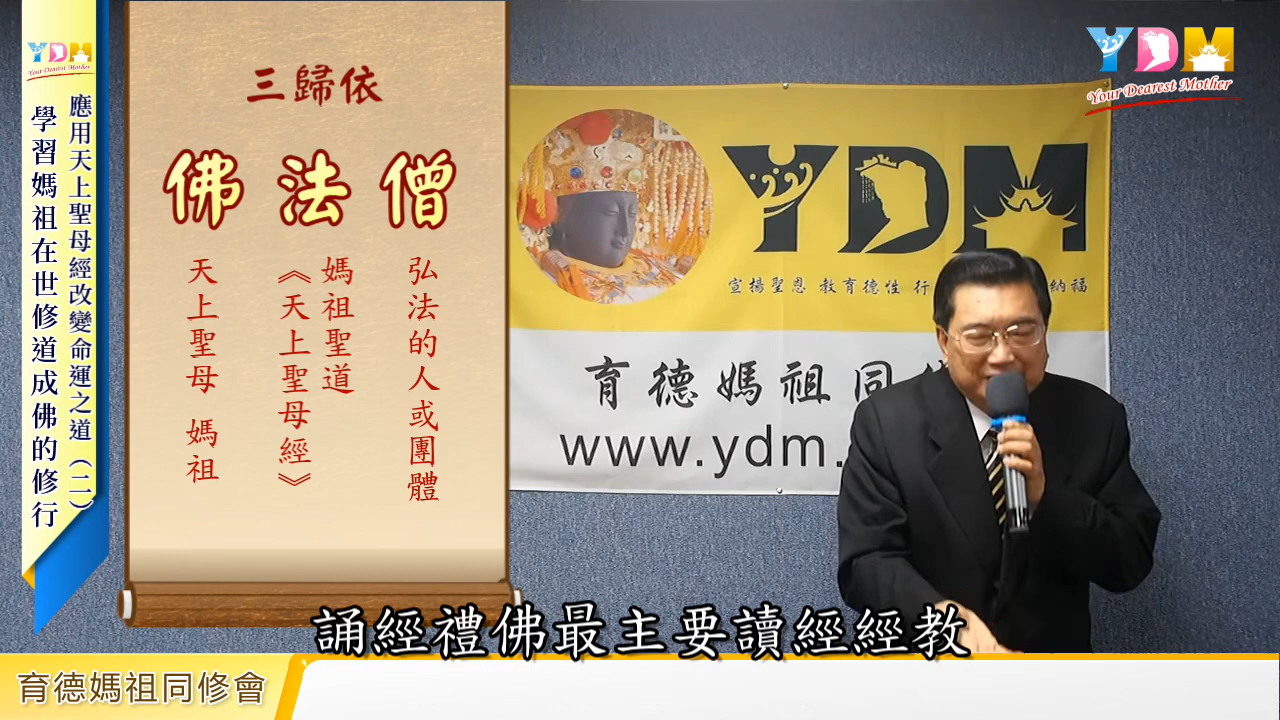 YDM
Your Dearest Mother
應用天上聖母經改變命運之道（二）
學習媽祖在世修道成佛的修行
三歸依
佛 法 僧
天上聖母 媽祖
媽祖聖道
《天上聖母經》
弘法的人或團體
YDM
Your Dearest Mother
YDM
宣揚聖恩 教育德性 行 納福
育德媽祖同
www.ydm.
誦經禮佛最主要讀經經教
育德媽祖同修會